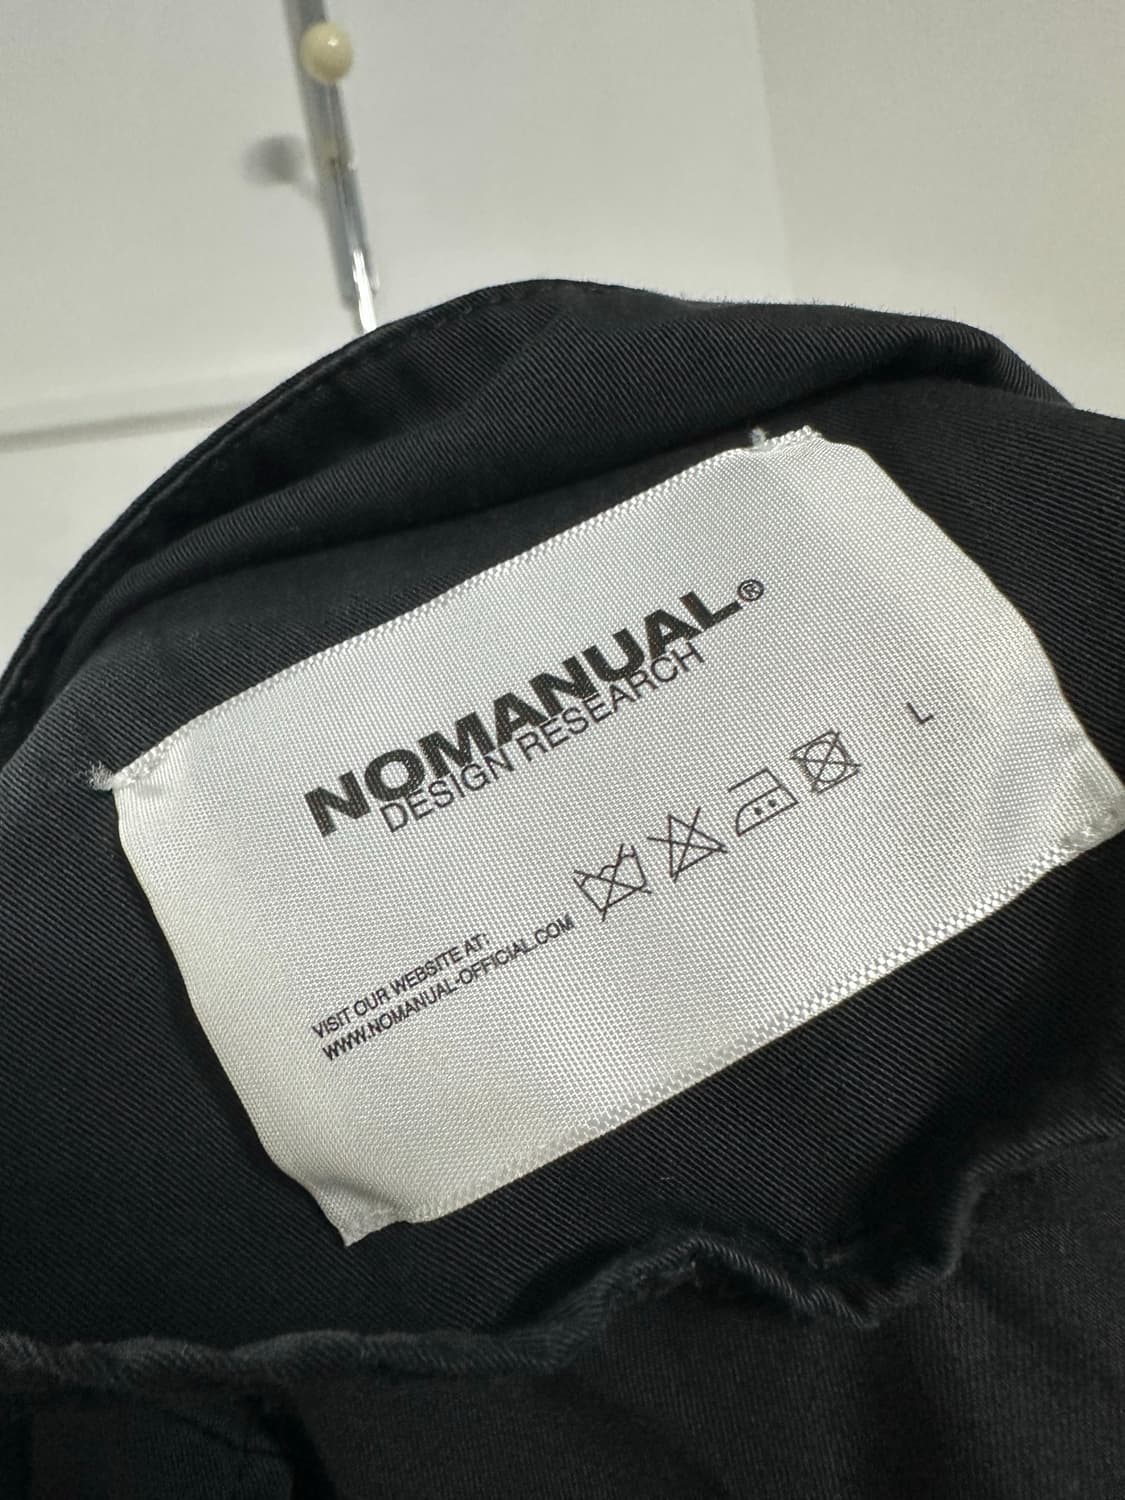 NOMANUAL®
DESIGN RESEARCH
L
VISIT OUR WEBSITE AT:
WWW.NOMANUAL-OFFICIAL.COM